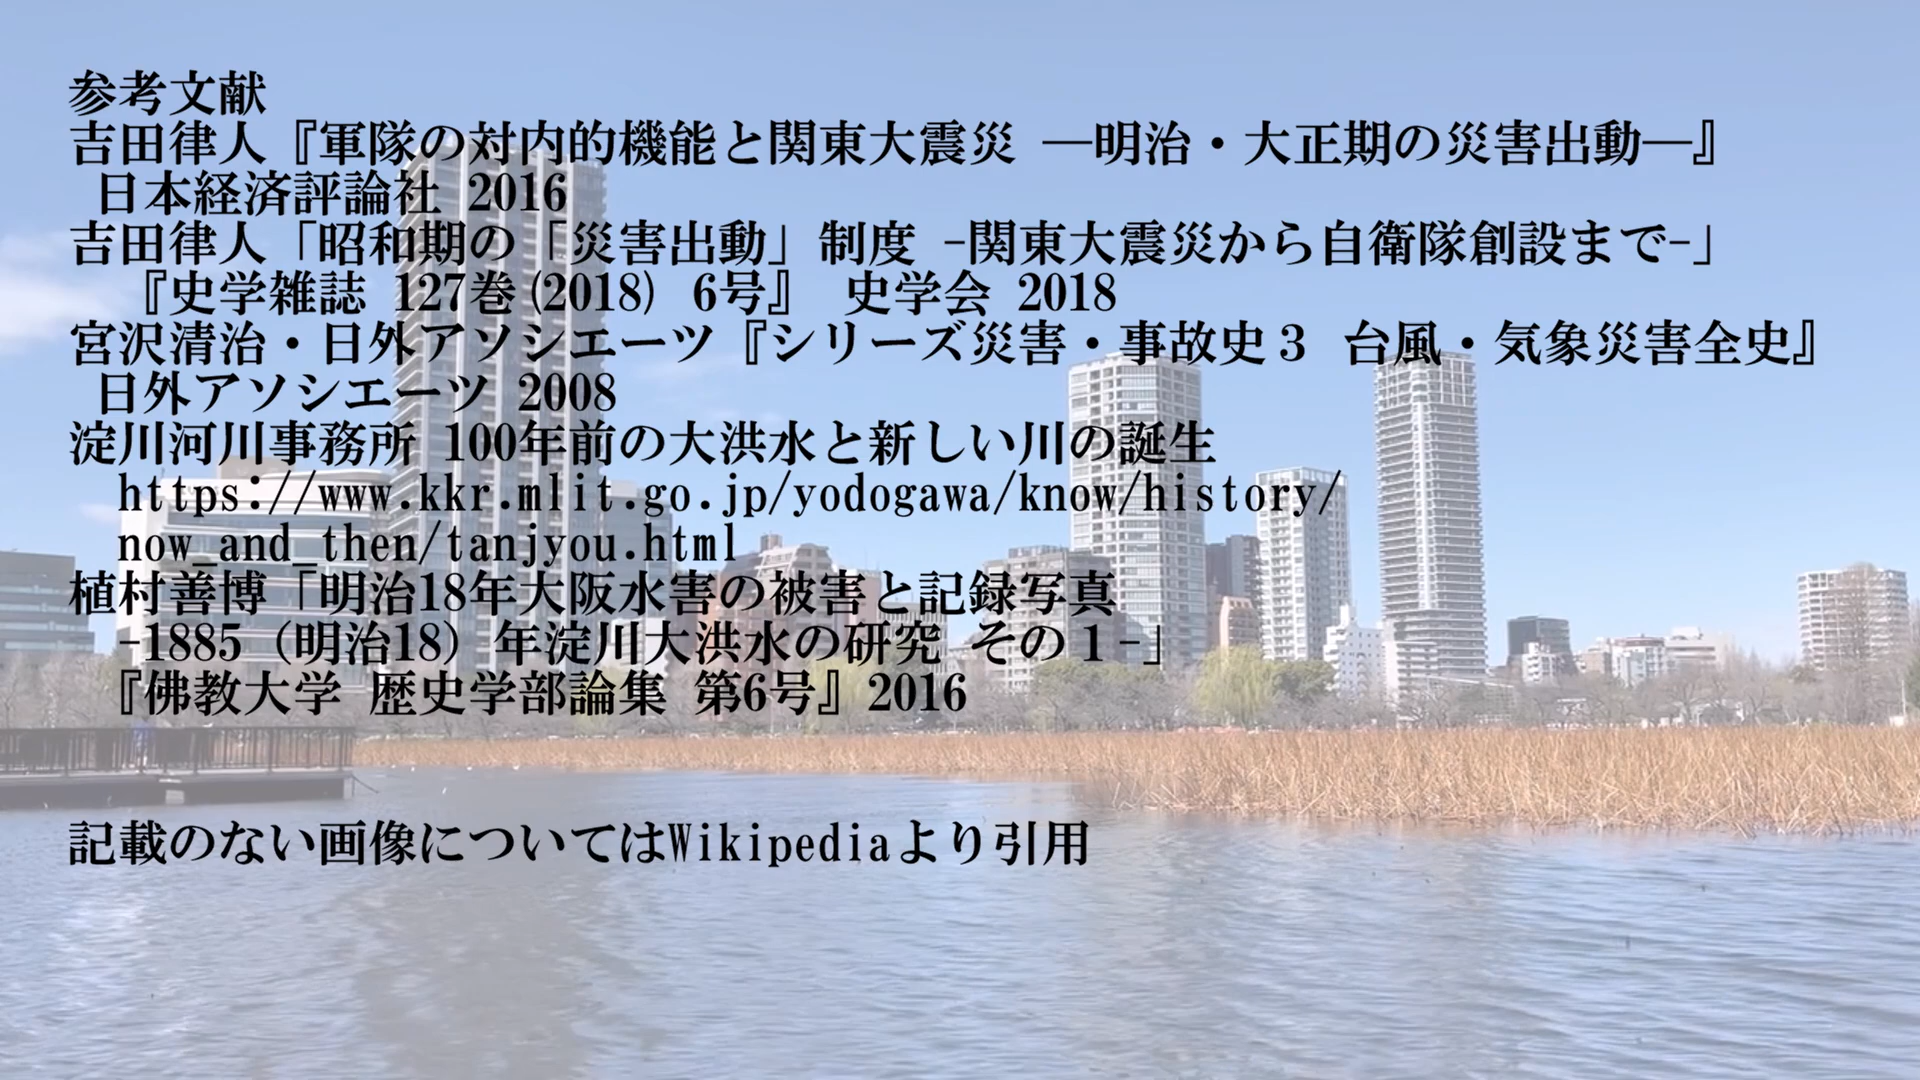 参考文献
吉田律人『軍隊の対内的機能と関東大震災 ―明治・大正期の災害出動―』
日本経済評論社 2016
吉田律人「昭和期の「災害出動」制度 -関東大震災から自衛隊創設まで-」
『史学雑誌 127巻(2018) 6号』 史学会 2018
宮沢清治・日外アソシエーツ『シリーズ災害・事故史３ 台風・気象災害全史』
日外アソシエーツ 2008
淀川河川事務所 100年前の大洪水と新しい川の誕生
https://www.kkr.mlit.go.jp/yodogawa/know/history/
now_and_then/tanjyou.html
植村善博「明治18年大阪水害の被害と記録写真
-1885（明治18）年淀川大洪水の研究 その１-」
『佛教大学 歴史学部論集 第6号』2016
記載のない画像についてはWikipediaより引用